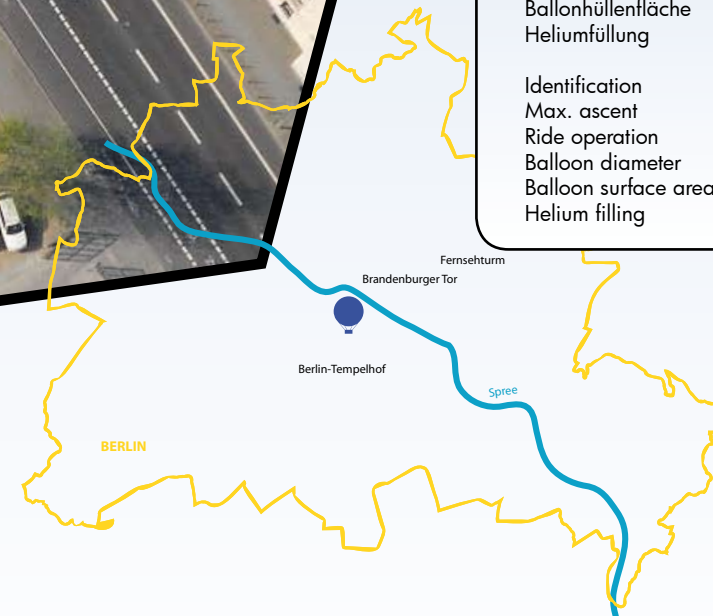 Ballonhüllenfläche
Heliumfüllung
Identification
Max. ascent
Ride operation
Balloon diameter
Balloon surface area
Helium filling
Fernsehturm
Brandenburger Tor
Berlin-Tempelhof
Spree
BERLIN